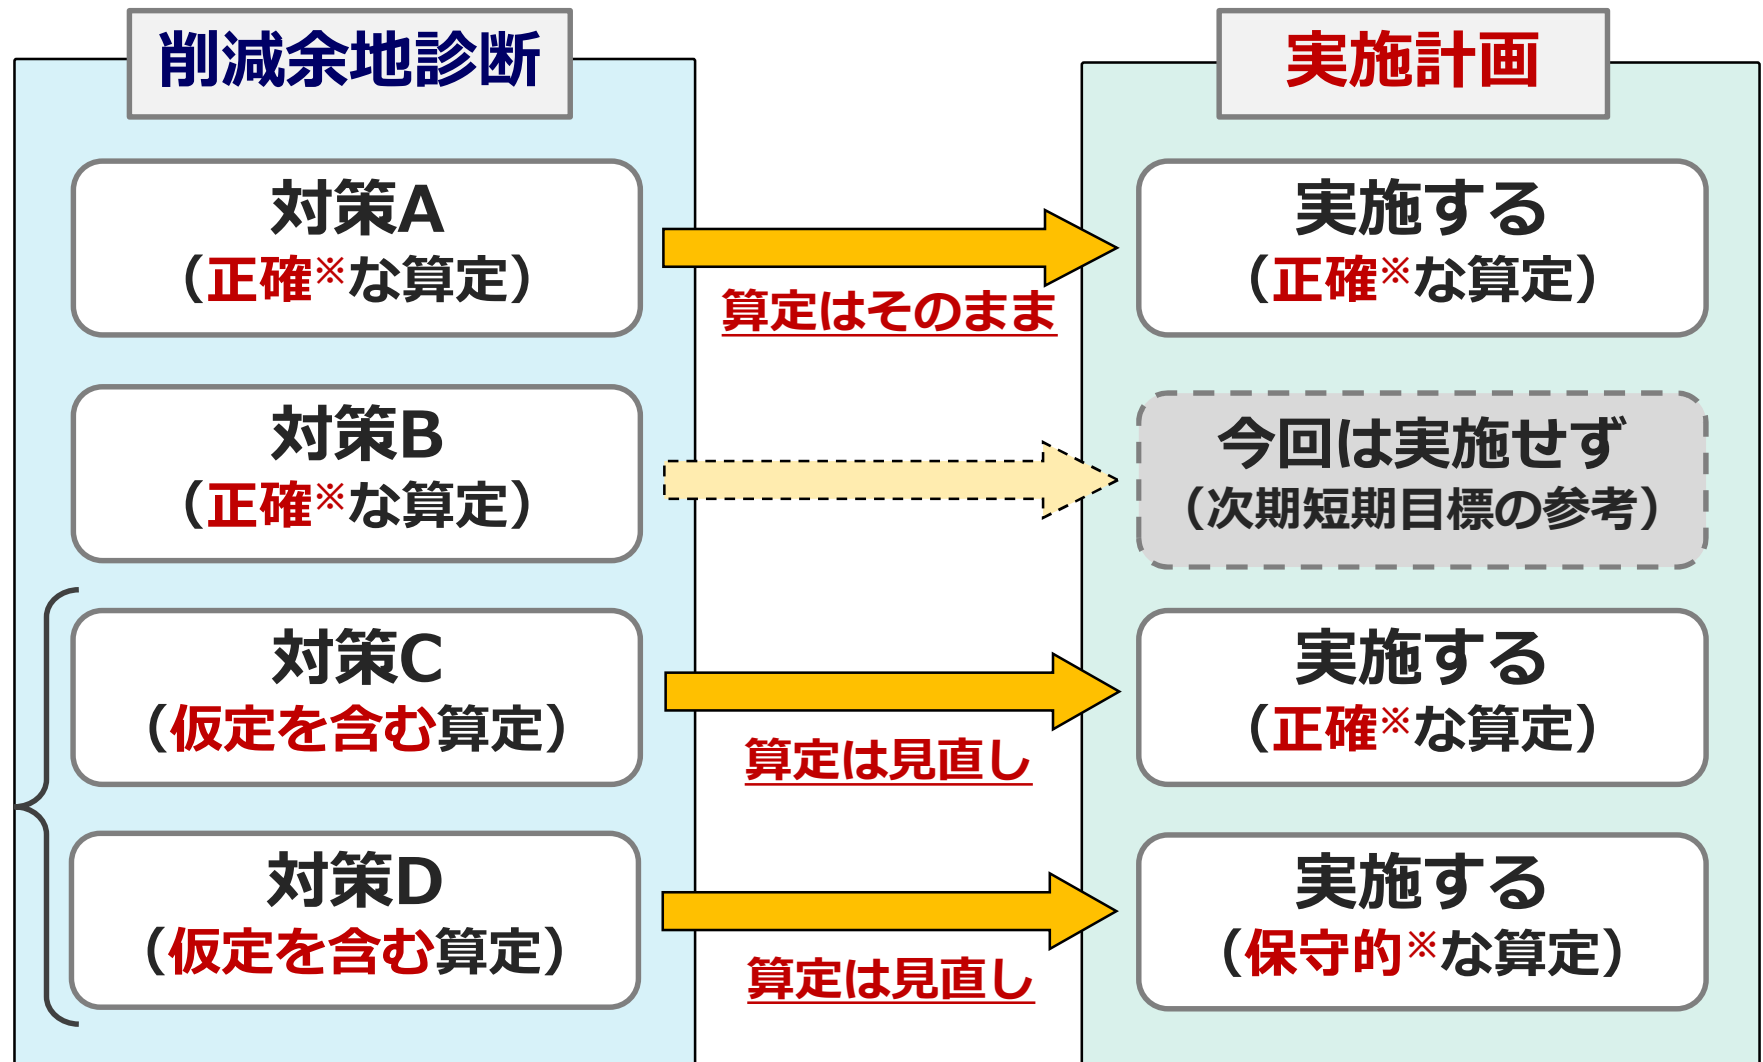 削減余地診断
実施計画
対策A
（正確※な算定）
算定はそのまま
実施する
（正確※な算定）
対策B
（正確※な算定）
今回は実施せず
（次期短期目標の参考）
対策C
（仮定を含む算定）
算定は見直し
実施する
（正確※な算定）
対策D
（仮定を含む算定）
算定は見直し
実施する
（保守的※な算定）